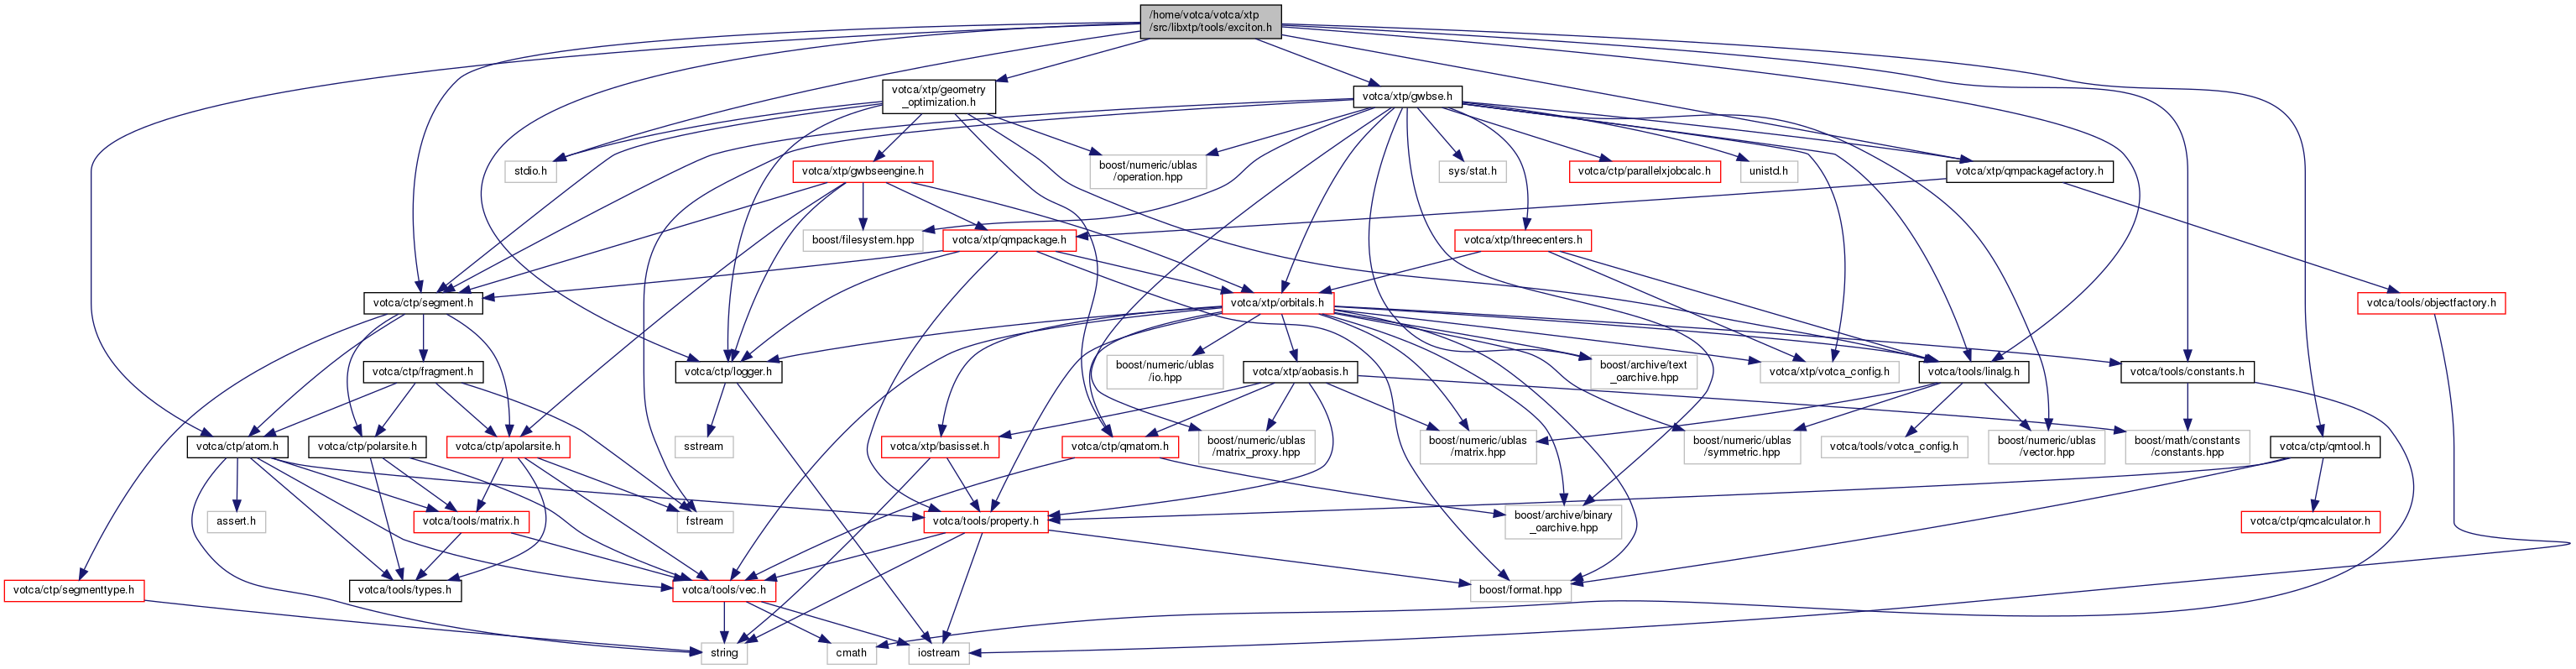 /home/votca/votca/xtp
/src/libxtp/tools/exciton.h
votca/xtp/geometry
_optimization.h
votca/xtp/gwbse.h
stdio.h
votca/xtp/gwbseengine.h
boost/numeric/ublas
/operation.hpp
sys/stat.h
votca/ctp/parallelxjobcalc.h
unistd.h
votca/xtp/qmpackagefactory.h
boost/filesystem.hpp
votca/xtp/qmpackage.h
votca/xtp/threecenters.h
votca/ctp/segment.h
votca/xtp/orbitals.h
votca/tools/objectfactory.h
votca/ctp/fragment.h
votca/ctp/logger.h
boost/numeric/ublas
/io.hpp
votca/xtp/aobasis.h
boost/archive/text
_oarchive.hpp
votca/xtp/votca_config.h
votca/tools/linalg.h
votca/tools/constants.h
votca/ctp/atom.h
votca/ctp/polarsite.h
votca/ctp/apolarsite.h
sstream
votca/xtp/basisset.h
votca/ctp/qmatom.h
boost/numeric/ublas
/matrix_proxy.hpp
boost/numeric/ublas
/matrix.hpp
boost/numeric/ublas
/symmetric.hpp
votca/tools/votca_config.h
boost/numeric/ublas
/vector.hpp
boost/math/constants
/constants.hpp
votca/ctp/qmtool.h
assert.h
votca/tools/matrix.h
fstream
votca/tools/property.h
boost/archive/binary
_oarchive.hpp
votca/ctp/qmcalculator.h
votca/ctp/segmenttype.h
votca/tools/types.h
votca/tools/vec.h
boost/format.hpp
string
cmath
iostream